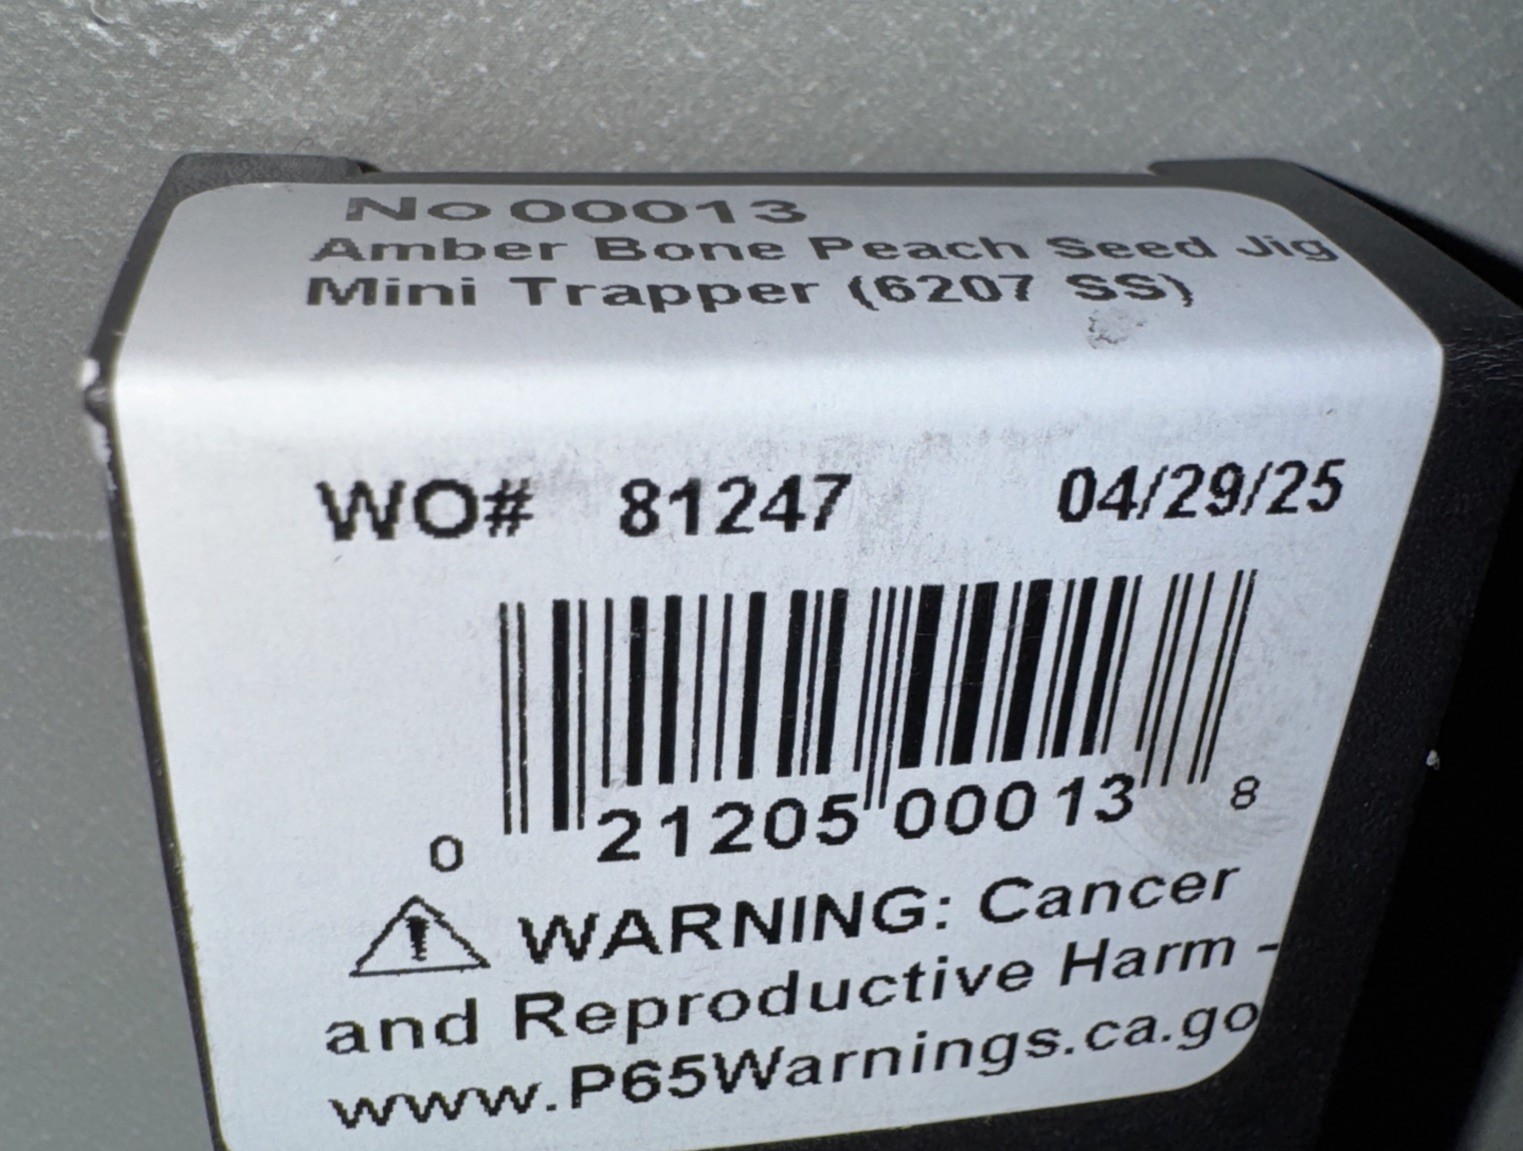 No 00013
Amber Bone Peach Seed Jig
Mini Trapper (6207 SS)
WO# 81247 04/29/25
0 21205 00013 8
WARNING: Cancer
and Reproductive Harm -
www.P65Warnings.ca.go